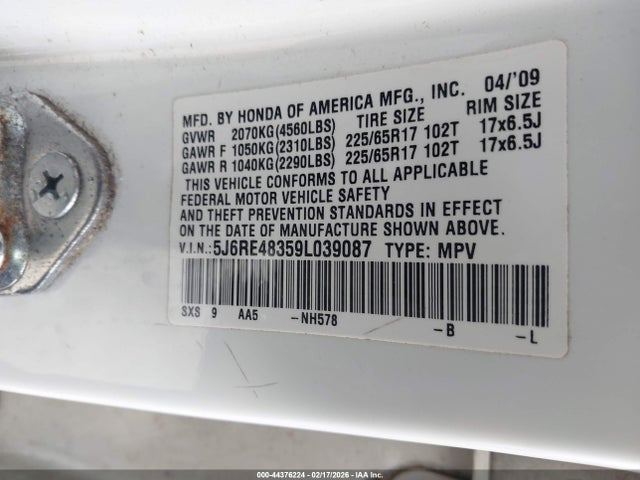 MFD. BY HONDA OF AMERICA MFG., INC. 04/'09
GVWR 2070KG(4560LBS) TIRE SIZE RIM SIZE
GAWR F 1050KG(2310LBS) 225/65R17 102T 17x6.5J
GAWR R 1040KG(2290LBS) 225/65R17 102T 17x6.5J
THIS VEHICLE CONFORMS TO ALL APPLICABLE
FEDERAL MOTOR VEHICLE SAFETY
AND THEFT PREVENTION STANDARDS IN EFFECT
ON THE DATE OF MANUFACTURE SHOWN ABOVE.
V.I.N.:5J6RE48359L039087 TYPE: MPV
SXS 9 AA5 -NH578 -B -L
000-44376224 | 02/17/2026 - IAA Inc.